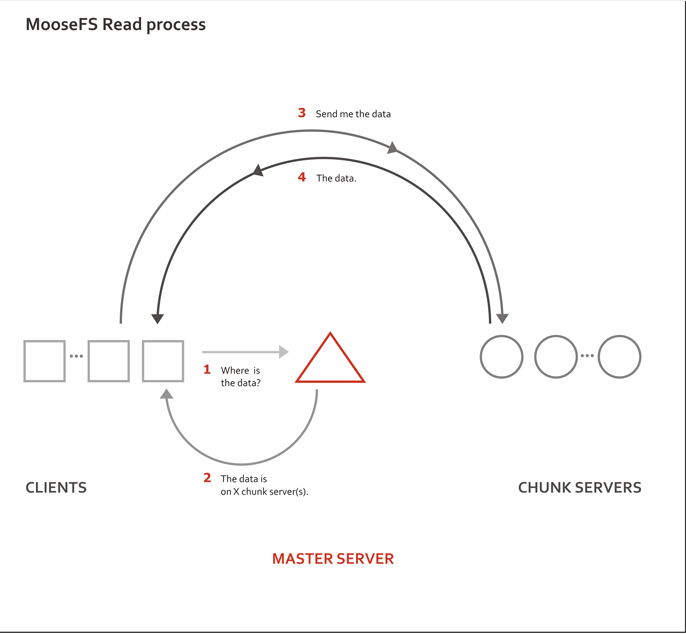 MooseFS Read process
3 Send me the data
4 The data.
1 Where is
the data?
2 The data is
on X chunk server(s).
CLIENTS
CHUNK SERVERS
MASTER SERVER